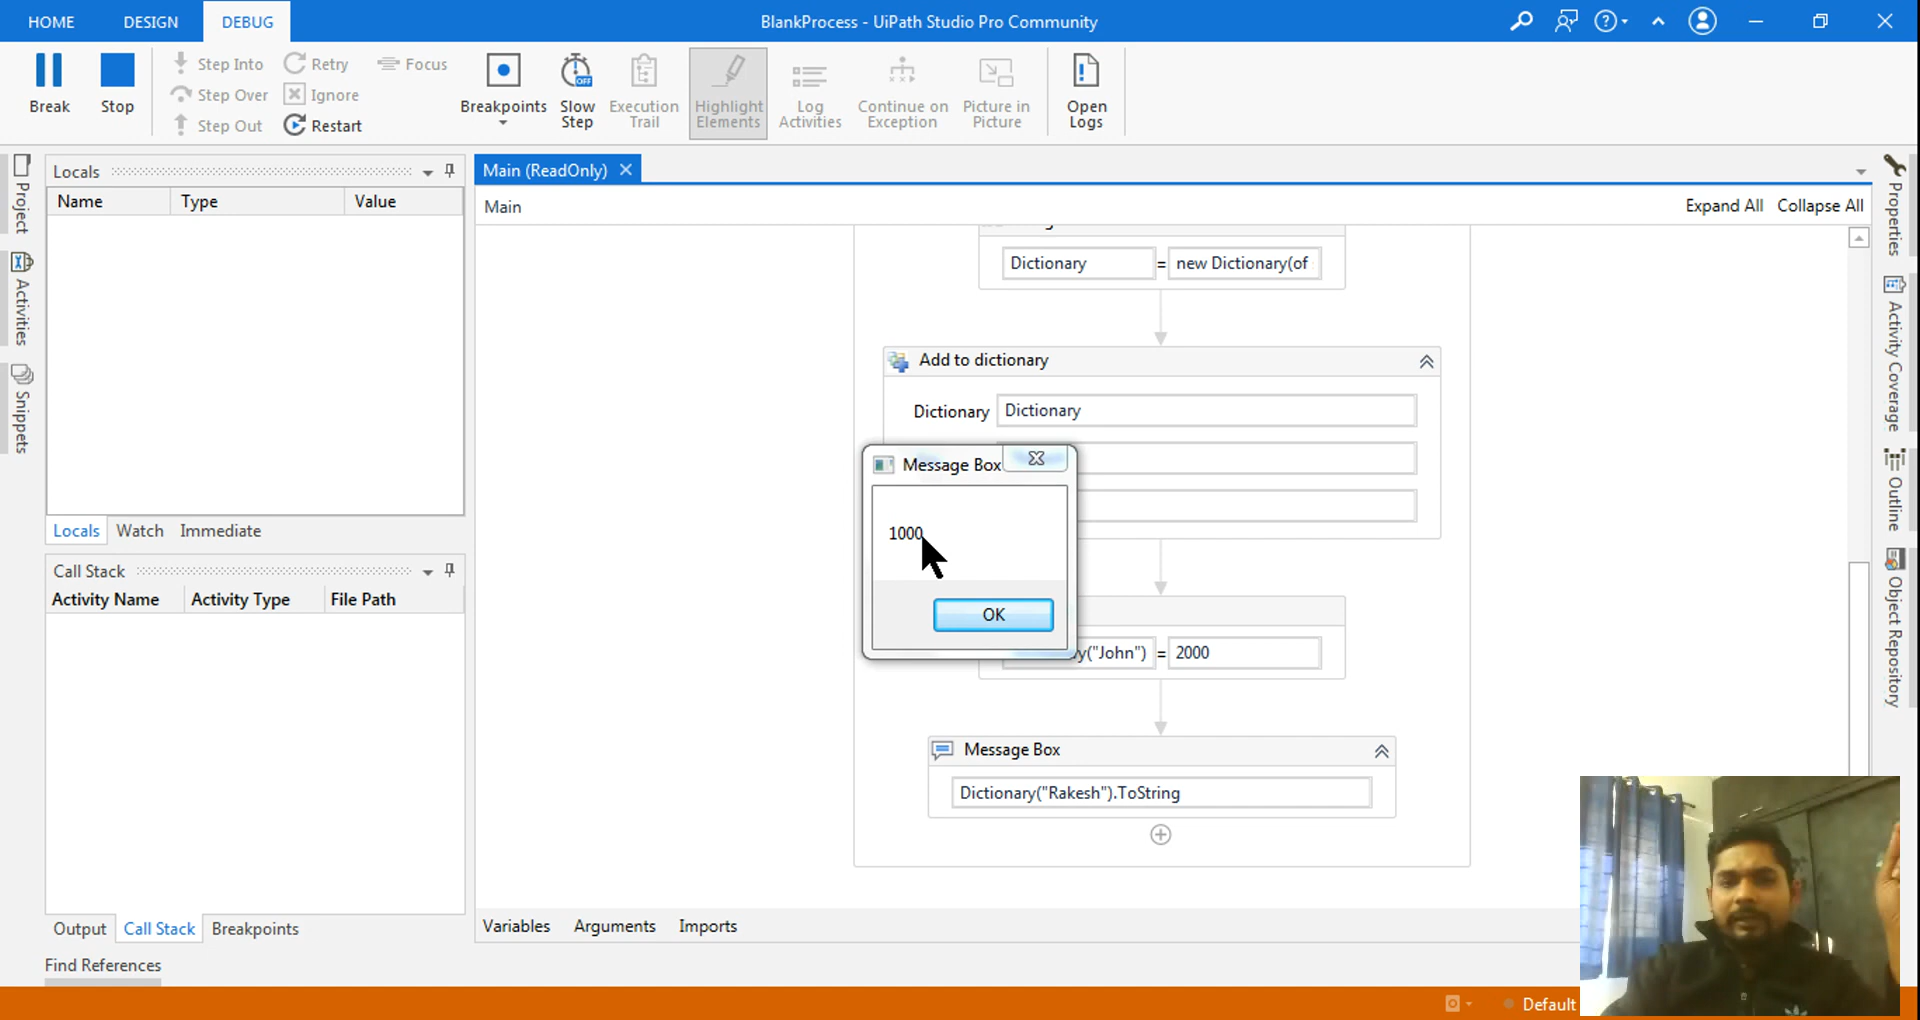 HOME DESIGN DEBUG BlankProcess - UiPath Studio Pro Community
Break
Stop
Step Into
Step Over
Step Out
Retry
Ignore
Restart
Focus
Breakpoints
Slow
Step
Execution
Trail
Highlight
Elements
Log
Activities
Continue on
Exception
Picture in
Picture
Open
Logs
Project
Activities
Snippets
Locals
Name Type Value
Locals Watch Immediate
Call Stack
Activity Name Activity Type File Path
Output Call Stack Breakpoints
Find References
Main (ReadOnly)
Main Expand All Collapse All
Dictionary = new Dictionary(of
Add to dictionary
Dictionary Dictionary
Message Box
1000
OK
y("John") = 2000
Message Box
Dictionary("Rakesh").ToString
Variables Arguments Imports
Properties
Activity Coverage
Outline
Object Repository
Default